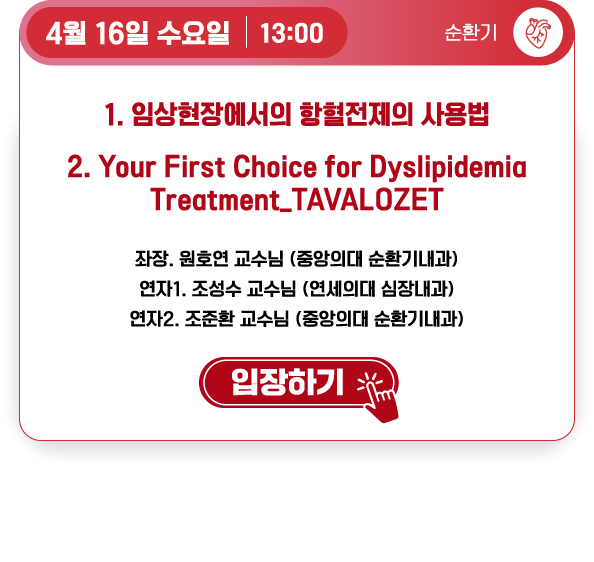 4월 16일 수요일 13:00 순환기
1. 임상현장에서의 항혈전제의 사용법
2. Your First Choice for Dyslipidemia
Treatment_TAVALOZET
좌장. 원호연 교수님 (중앙의대 순환기내과)
연자1. 조성수 교수님 (연세의대 심장내과)
연자2. 조준환 교수님 (중앙의대 순환기내과)
입장하기